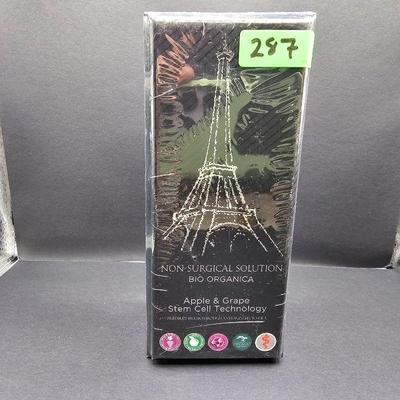 287
NON-SURGICAL SOLUTION
BIO ORGANICA
Apple & Grape
Stem Cell Technology